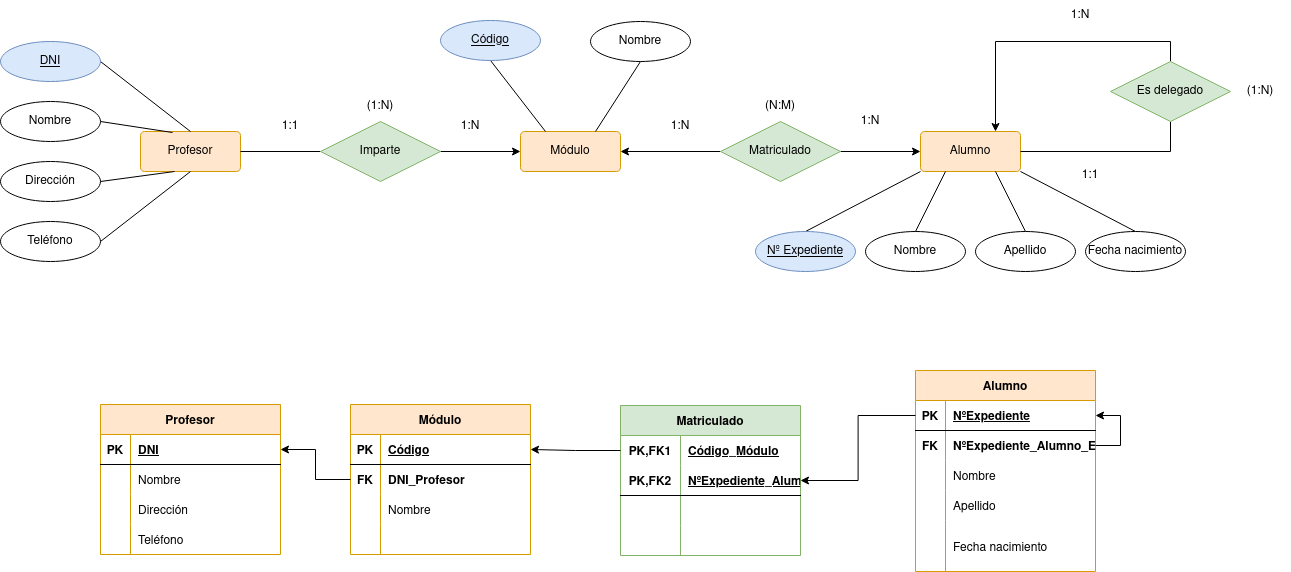 1:N
Código
Nombre
DNI
Es delegado
(1:N)
(1:N)
(N:M)
Nombre
1:1
1:N
1:N
1:N
Profesor
Imparte
Módulo
Matriculado
Alumno
Dirección
1:1
Teléfono
Nº Expediente
Nombre
Apellido
Fecha nacimiento
Profesor
PK DNI
Nombre
Dirección
Teléfono
Módulo
PK Código
FK DNI_Profesor
Nombre
Matriculado
PK,FK1 Código_Módulo
PK,FK2 NºExpediente_Alum
Alumno
PK NºExpediente
FK NºExpediente_Alumno_E
Nombre
Apellido
Fecha nacimiento